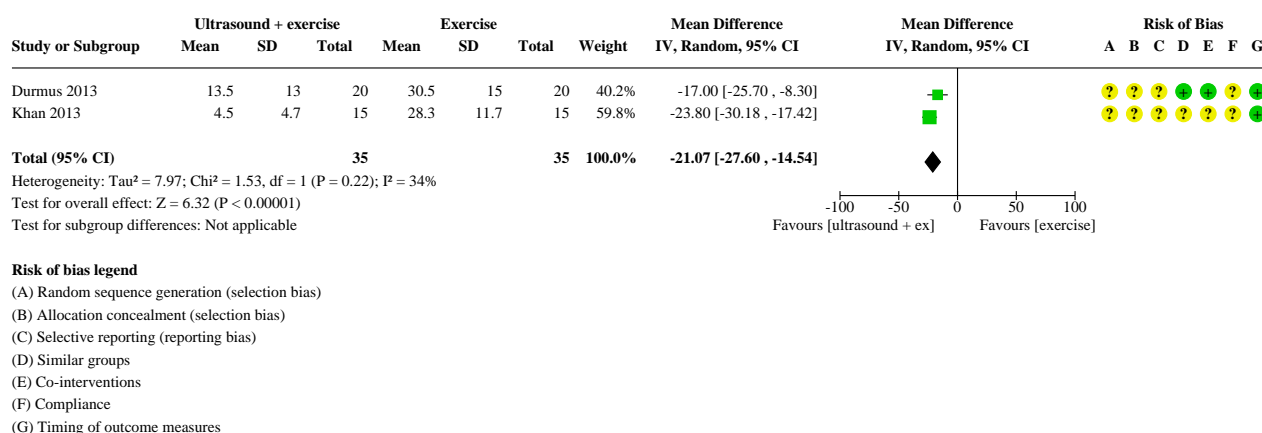 Ultrasound + exercise Exercise Mean Difference Mean Difference Risk of Bias
Study or Subgroup Mean SD Total Mean SD Total Weight IV, Random, 95% CI IV, Random, 95% CI A B C D E F G
Durmus 2013 13.5 13 20 30.5 15 20 40.2% -17.00 [-25.70 , -8.30] ? ? ? + + ? +
Khan 2013 4.5 4.7 15 28.3 11.7 15 59.8% -23.80 [-30.18 , -17.42] ? ? ? ? ? ? +
Total (95% CI) 35 35 100.0% -21.07 [-27.60 , -14.54]
Heterogeneity: Tau² = 7.97; Chi² = 1.53, df = 1 (P = 0.22); I² = 34%
Test for overall effect: Z = 6.32 (P < 0.00001) -100 -50 0 50 100
Test for subgroup differences: Not applicable Favours [ultrasound + ex] Favours [exercise]
Risk of bias legend
(A) Random sequence generation (selection bias)
(B) Allocation concealment (selection bias)
(C) Selective reporting (reporting bias)
(D) Similar groups
(E) Co-interventions
(F) Compliance
(G) Timing of outcome measures